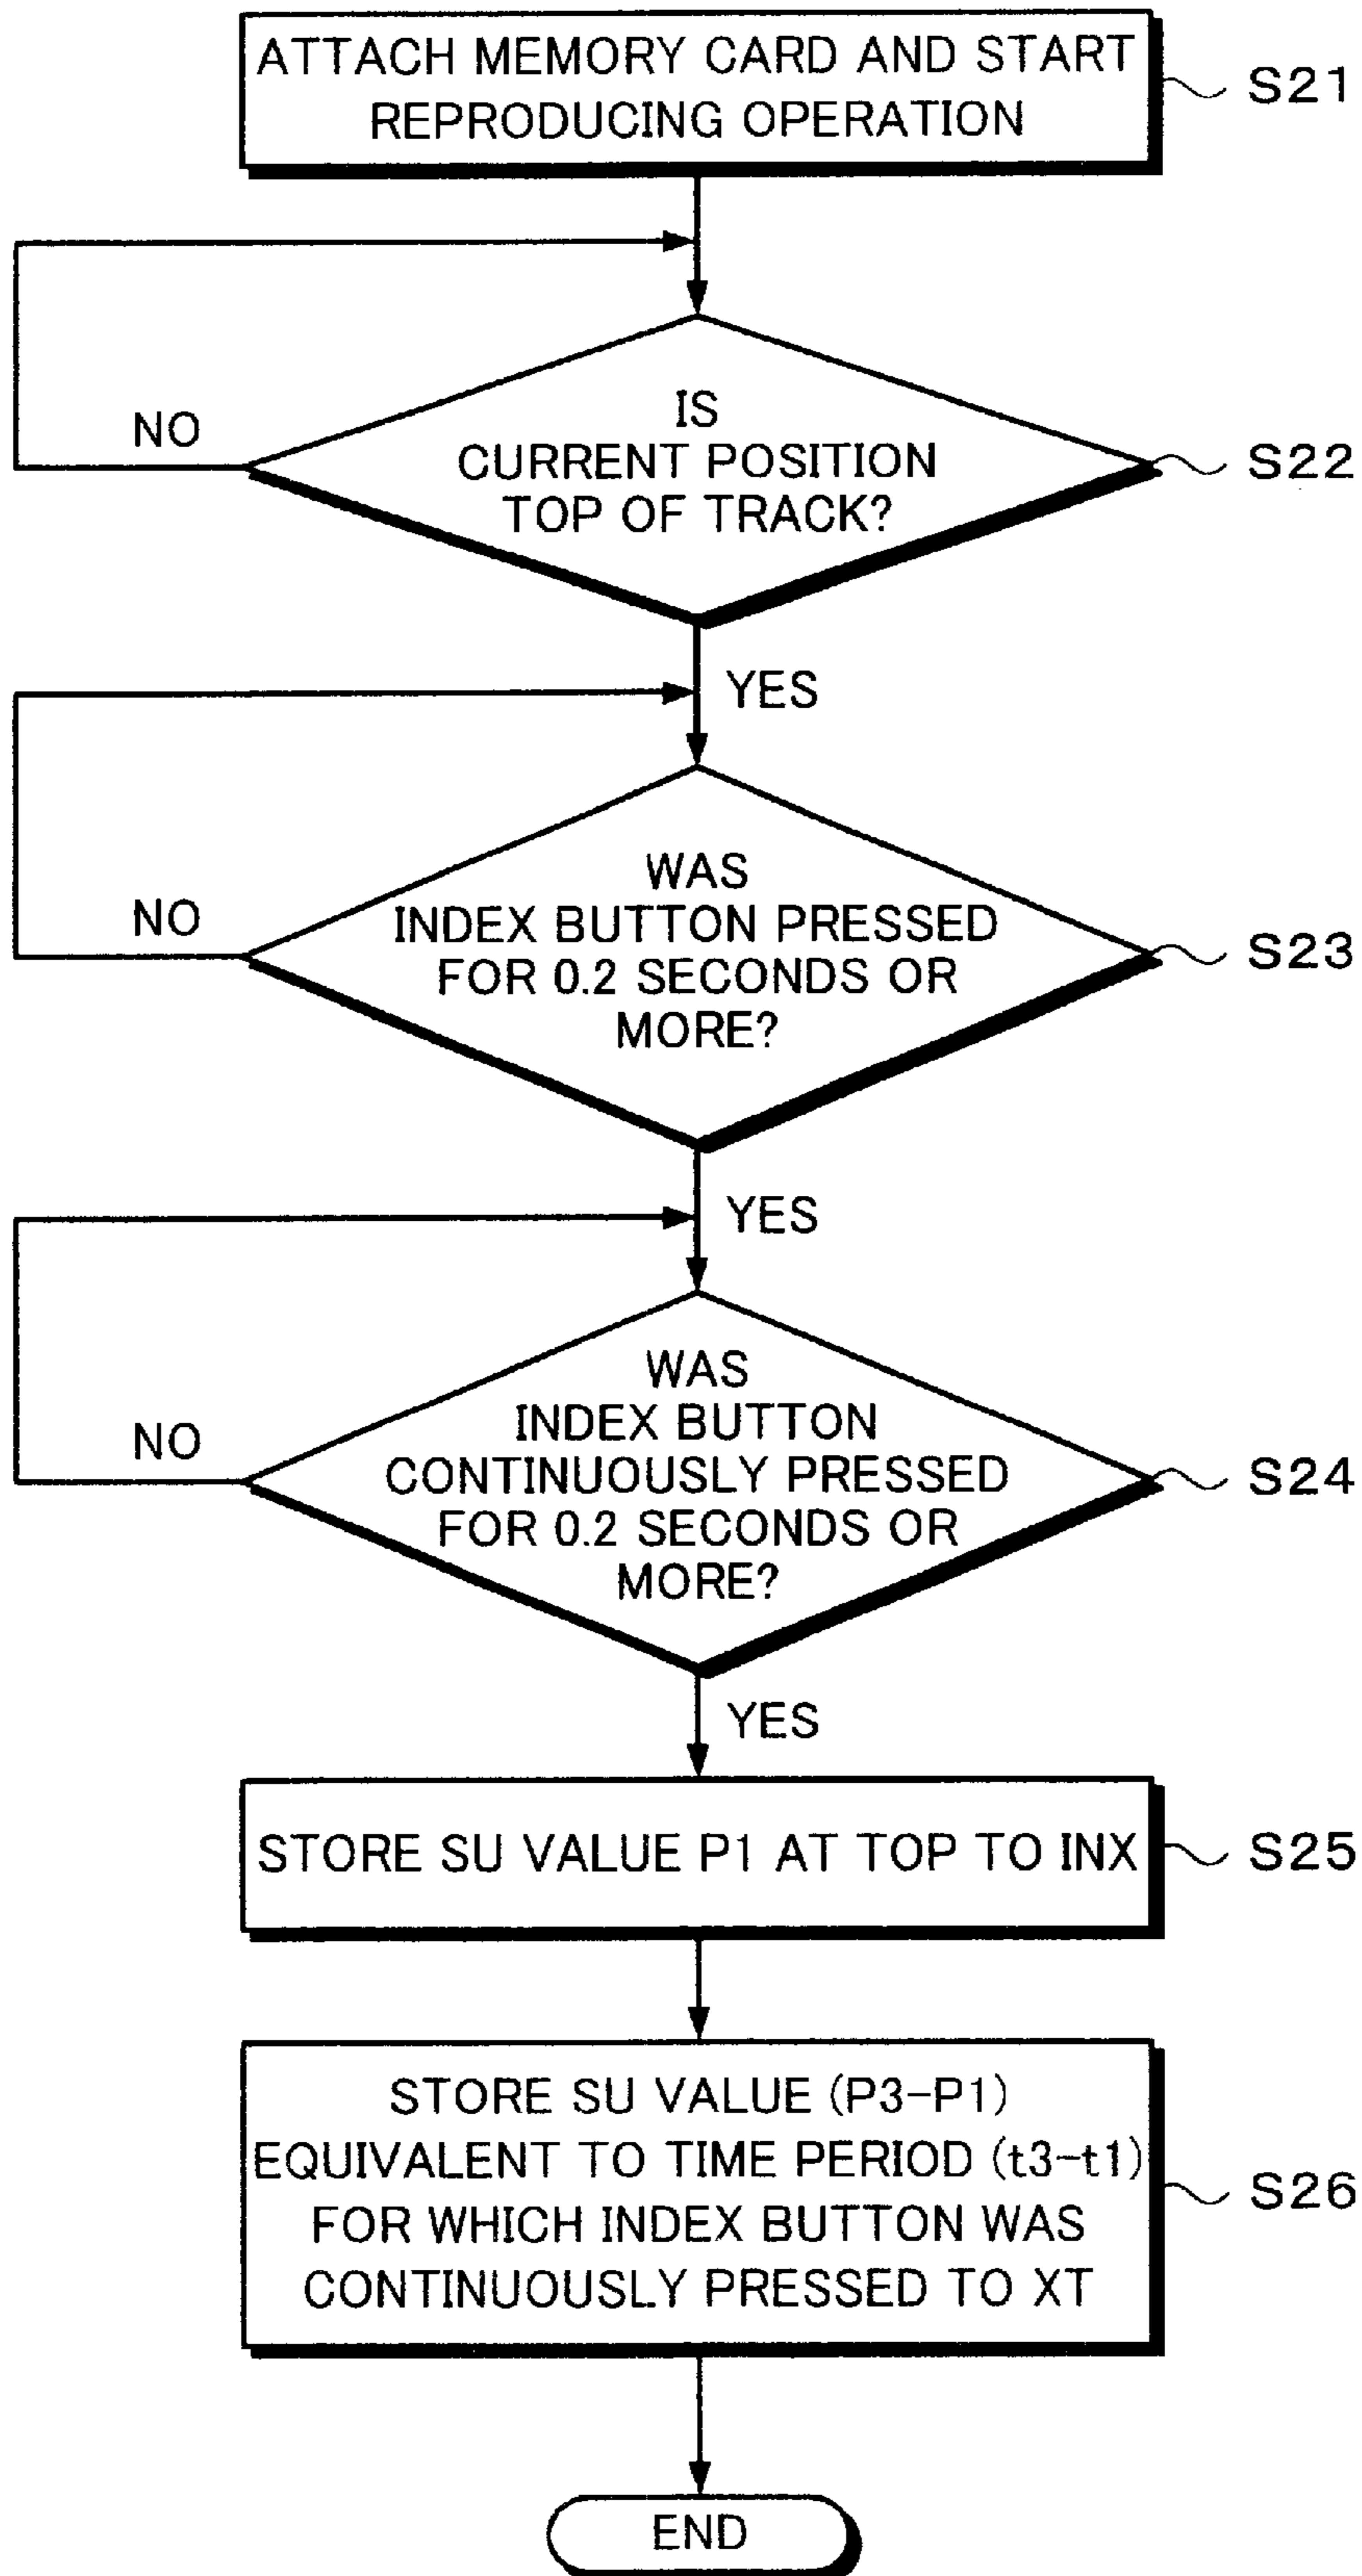 ATTACH MEMORY CARD AND START
REPRODUCING OPERATION
S21
IS
CURRENT POSITION
TOP OF TRACK?
NO
S22
YES
WAS
INDEX BUTTON PRESSED
FOR 0.2 SECONDS OR
MORE?
NO
S23
YES
WAS
INDEX BUTTON
CONTINUOUSLY PRESSED
FOR 0.2 SECONDS OR
MORE?
NO
S24
YES
STORE SU VALUE P1 AT TOP TO INX
S25
STORE SU VALUE (P3-P1)
EQUIVALENT TO TIME PERIOD (t3-t1)
FOR WHICH INDEX BUTTON WAS
CONTINUOUSLY PRESSED TO XT
S26
END